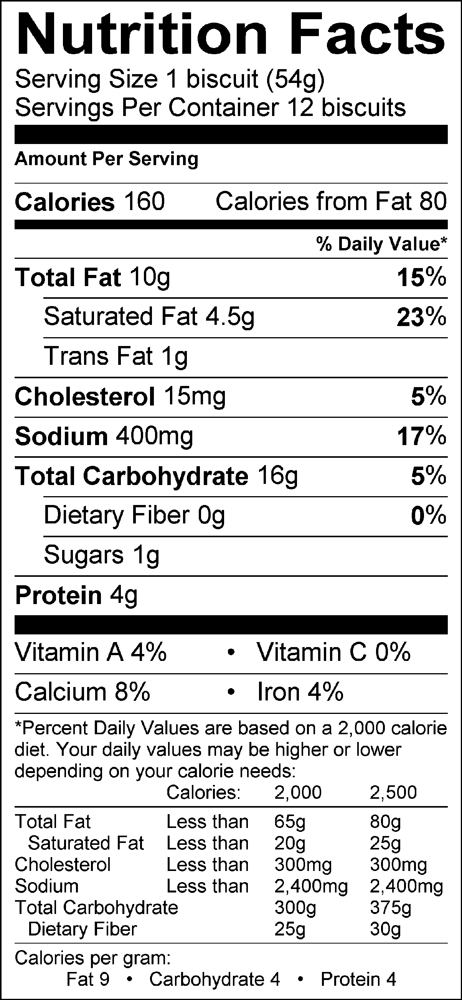 Nutrition Facts
Serving Size 1 biscuit (54g)
Servings Per Container 12 biscuits
Amount Per Serving
Calories 160 Calories from Fat 80
% Daily Value*
Total Fat 10g 15%
Saturated Fat 4.5g 23%
Trans Fat 1g
Cholesterol 15mg 5%
Sodium 400mg 17%
Total Carbohydrate 16g 5%
Dietary Fiber 0g 0%
Sugars 1g
Protein 4g
Vitamin A 4% • Vitamin C 0%
Calcium 8% • Iron 4%
*Percent Daily Values are based on a 2,000 calorie
diet. Your daily values may be higher or lower
depending on your calorie needs:
Calories: 2,000 2,500
Total Fat Less than 65g 80g
Saturated Fat Less than 20g 25g
Cholesterol Less than 300mg 300mg
Sodium Less than 2,400mg 2,400mg
Total Carbohydrate 300g 375g
Dietary Fiber 25g 30g
Calories per gram:
Fat 9 • Carbohydrate 4 • Protein 4